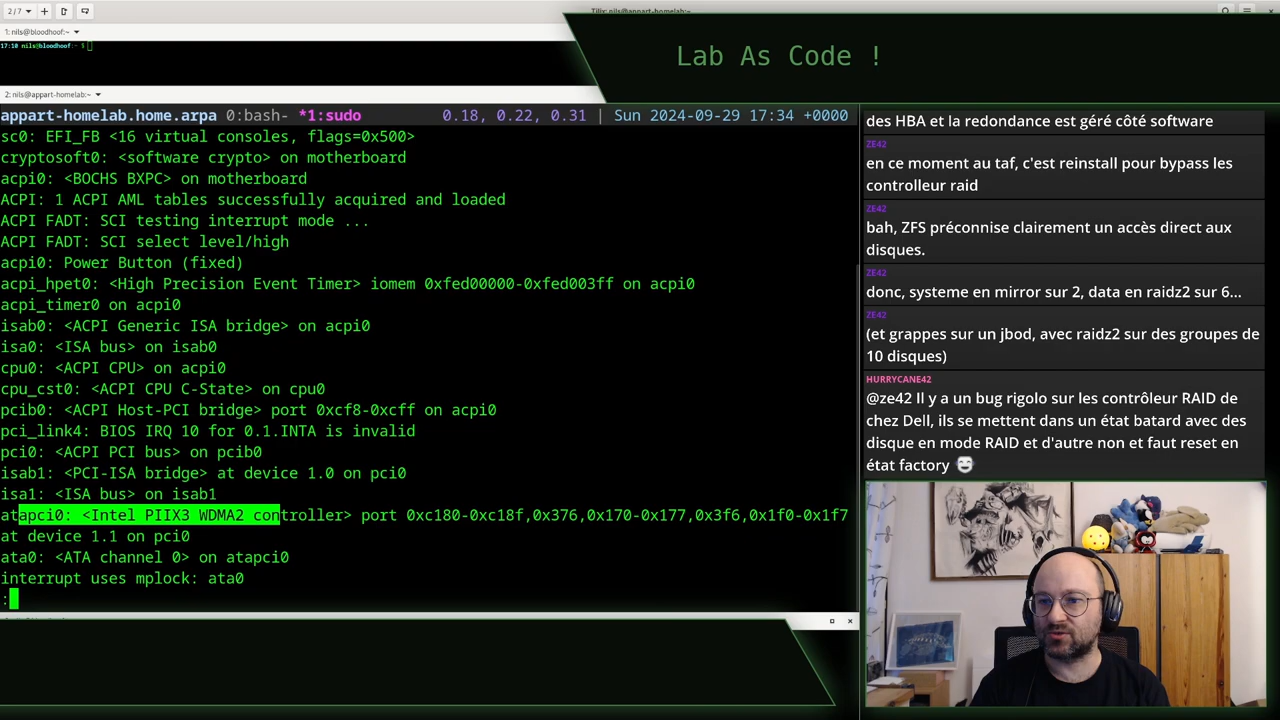 2/7
Tilix: nils@appart-homelab:~
1: nils@bloodhoof:~
17:10 nils@bloodhoof:~ $
Lab As Code !
2: nils@appart-homelab:~
appart-homelab.home.arpa 0:bash- *1:sudo 0.18, 0.22, 0.31 | Sun 2024-09-29 17:34 +0000
sc0: EFI_FB <16 virtual consoles, flags=0x500>
cryptosoft0: <software crypto> on motherboard
acpi0: <BOCHS BXPC> on motherboard
ACPI: 1 ACPI AML tables successfully acquired and loaded
ACPI FADT: SCI testing interrupt mode ...
ACPI FADT: SCI select level/high
acpi0: Power Button (fixed)
acpi_hpet0: <High Precision Event Timer> iomem 0xfed00000-0xfed003ff on acpi0
acpi_timer0 on acpi0
isab0: <ACPI Generic ISA bridge> on acpi0
isa0: <ISA bus> on isab0
cpu0: <ACPI CPU> on acpi0
cpu_cst0: <ACPI CPU C-State> on cpu0
pcib0: <ACPI Host-PCI bridge> port 0xcf8-0xcff on acpi0
pci_link4: BIOS IRQ 10 for 0.1.INTA is invalid
pci0: <ACPI PCI bus> on pcib0
isab1: <PCI-ISA bridge> at device 1.0 on pci0
isa1: <ISA bus> on isab1
atapci0: <Intel PIIX3 WDMA2 controller> port 0xc180-0xc18f,0x376,0x170-0x177,0x3f6,0x1f0-0x1f7
at device 1.1 on pci0
ata0: <ATA channel 0> on atapci0
interrupt uses mplock: ata0
:
des HBA et la redondance est géré côté software
ZE42
en ce moment au taf, c'est reinstall pour bypass les
controlleur raid
ZE42
bah, ZFS préconnise clairement un accès direct aux
disques.
ZE42
donc, systeme en mirror sur 2, data en raidz2 sur 6...
ZE42
(et grappes sur un jbod, avec raidz2 sur des groupes de
10 disques)
HURRYCANE42
@ze42 Il y a un bug rigolo sur les contrôleur RAID de
chez Dell, ils se mettent dans un état batard avec des
disque en mode RAID et d'autre non et faut reset en
état factory